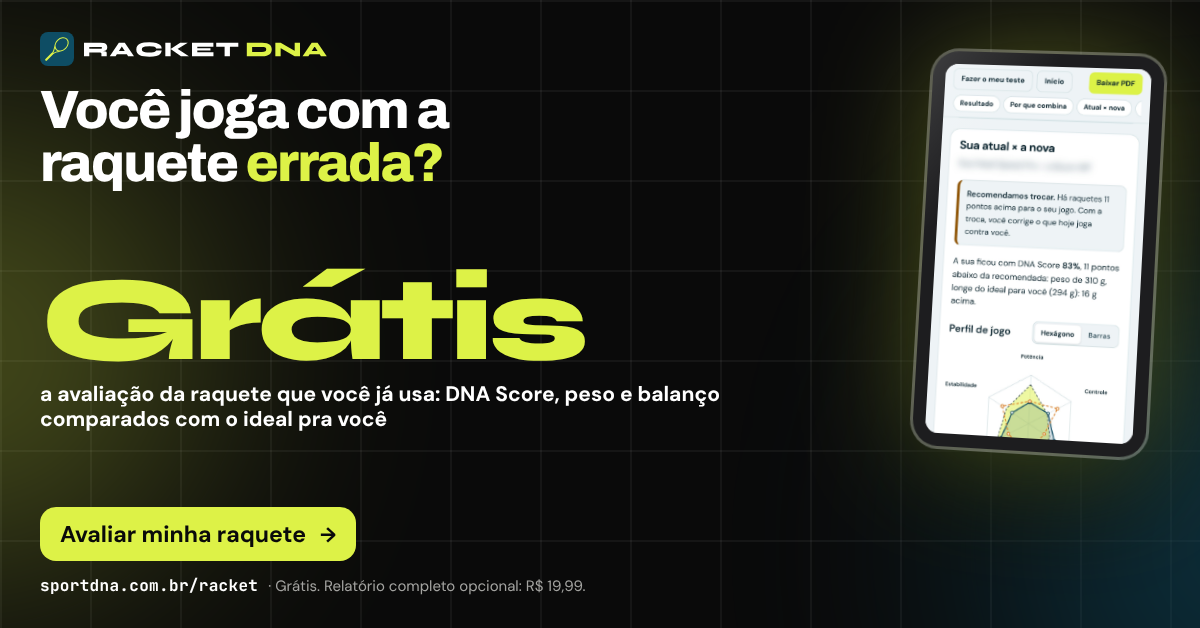 RACKET DNA
Você joga com a
raquete errada?
Grátis
a avaliação da raquete que você já usa: DNA Score, peso e balanço
comparados com o ideal pra você
Avaliar minha raquete →
sportdna.com.br/racket · Grátis. Relatório completo opcional: R$ 19,99.
Fazer o meu teste
Início
Baixar PDF
Resultado
Por que combina
Atual × nova
Sua atual × a nova
Recomendamos trocar. Há raquetes 11
pontos acima para o seu jogo. Com a
troca, você corrige o que hoje joga
contra você.
A sua ficou com DNA Score 83%, 11 pontos
abaixo da recomendada: peso de 310 g,
longe do ideal para você (294 g): 16 g
acima.
Perfil de jogo
Hexágono
Barras
Potência
Estabilidade
Controle